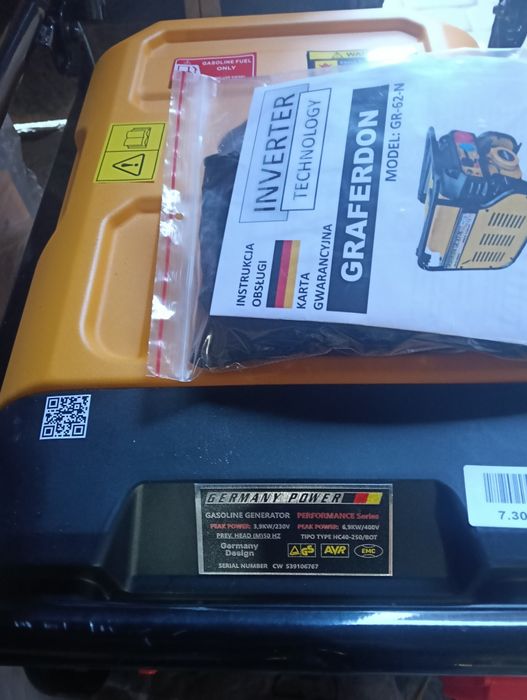 GASOLINE FUEL
ONLY
INVERTER
TECHNOLOGY
GRAFERDON
MODEL: GR-62-N
INSTRUKCJA
OBSŁUGI
KARTA
GWARANCYJNA
GERMANY POWER
GASOLINE GENERATOR PERFORMANCE Series
PEAK POWER: 3,9KW/230V PEAK POWER: 6,9KW/400V
PREV. HEAD (M)50 HZ TIPO TYPE HC40-250/BOT
Germany
Design
GS AVR EMC
SERIAL NUMBER CW 539106767
7.30